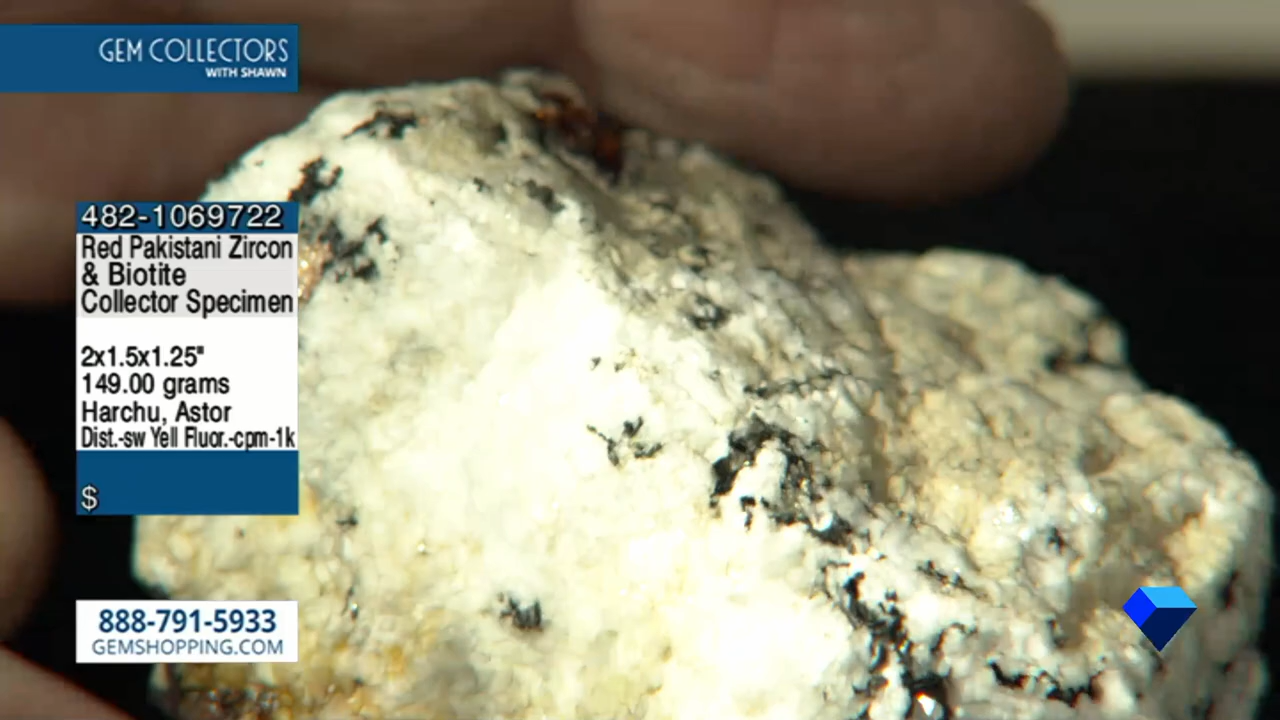 GEM COLLECTORS
WITH SHAWN
482-1069722
Red Pakistani Zircon
& Biotite
Collector Specimen
2x1.5x1.25"
149.00 grams
Harchu, Astor
Dist.-sw Yell Fluor.-cpm-1k
$
888-791-5933
GEMSHOPPING.COM